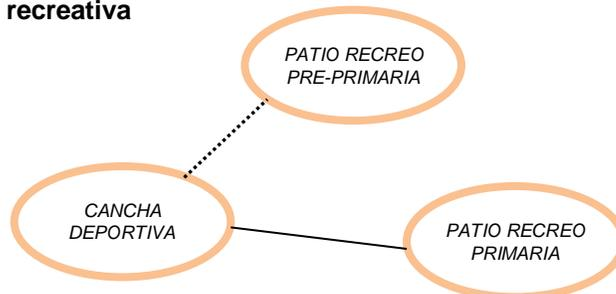 recreativa
PATIO RECREO
PRE-PRIMARIA
CANCHA
DEPORTIVA
PATIO RECREO
PRIMARIA